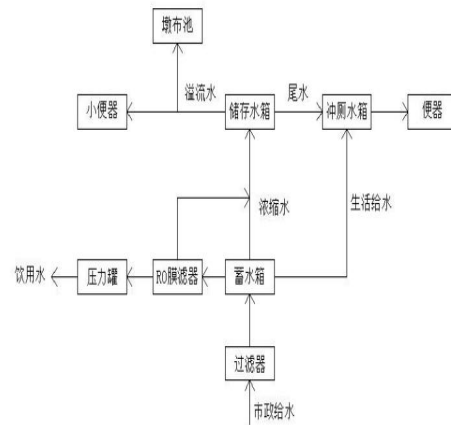 墩布池
溢流水
尾水
小便器
储存水箱
冲厕水箱
便器
浓缩水
生活给水
饮用水
压力罐
RO膜滤器
蓄水箱
过滤器
市政给水